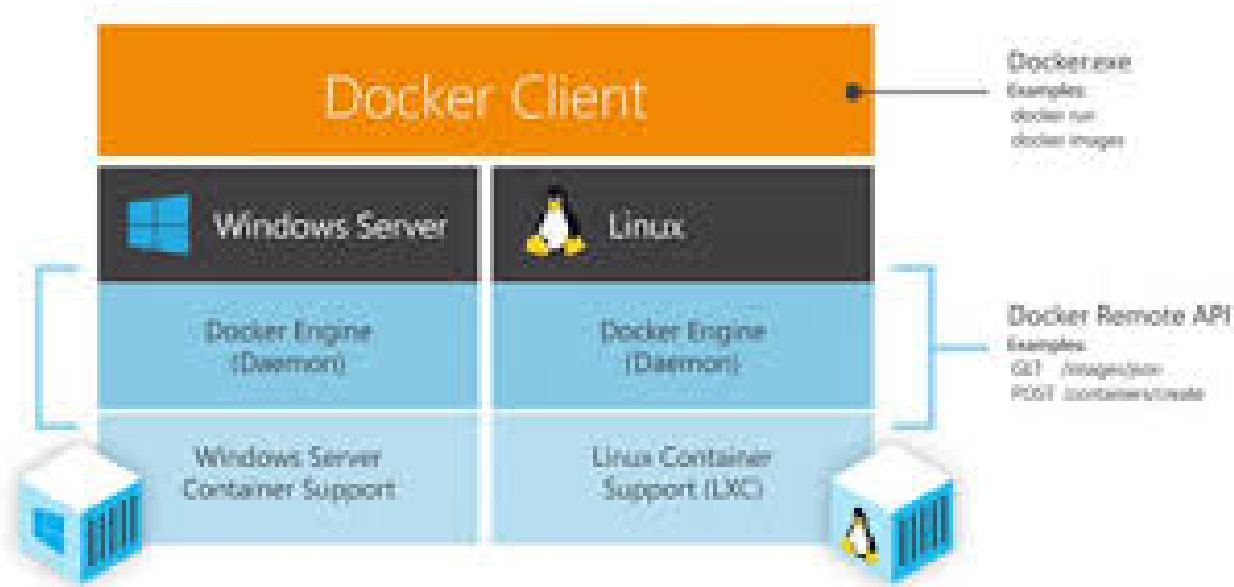 Docker Client
Docker.exe
Examples
docker run
docker images
Windows Server
Linux
Docker Engine
(Daemon)
Docker Engine
(Daemon)
Docker Remote API
Examples
GET /images/json
POST /containers/create
Windows Server
Container Support
Linux Container
Support (LXC)